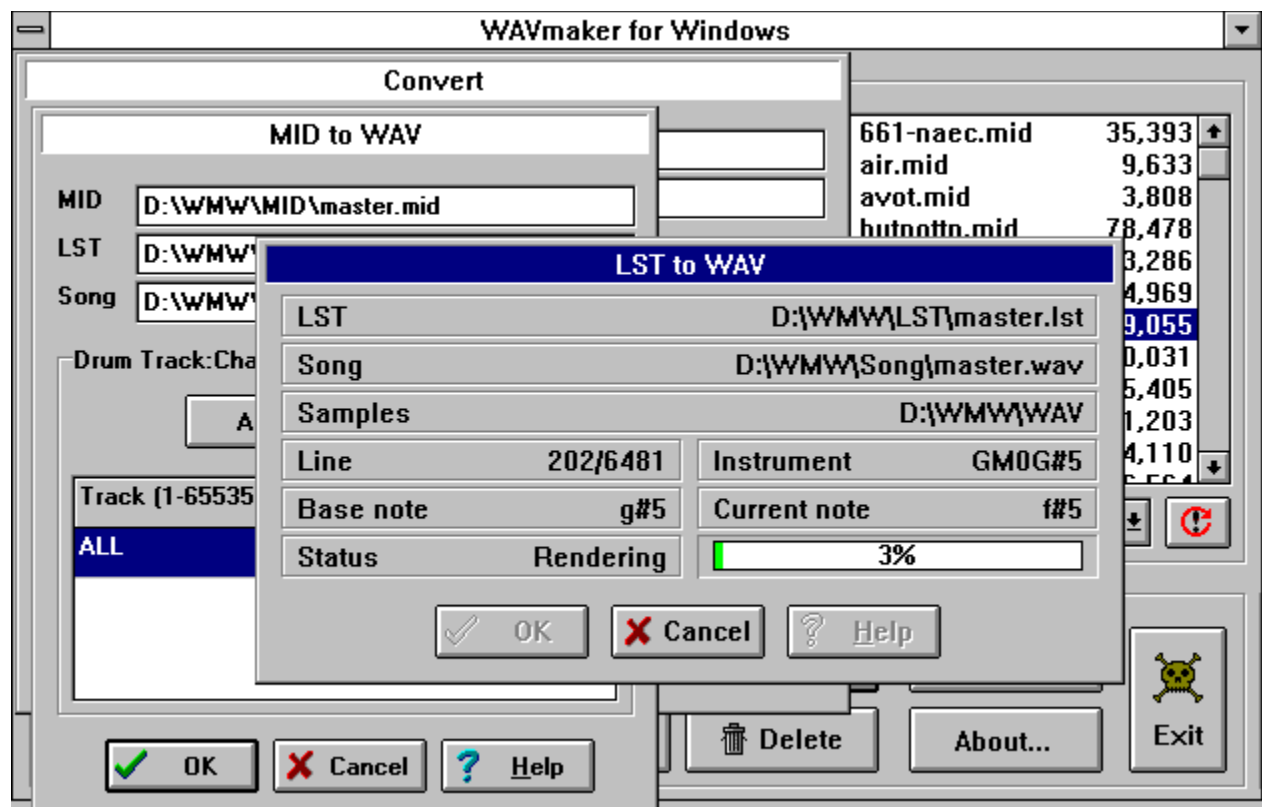 WAVmaker for Windows
Convert
MID to WAV
MID D:\WMW\MID\master.mid
LST D:\WMW\
Song D:\WMW\
Drum Track:Cha
A
Track (1-65535
ALL
OK Cancel Help
661-naec.mid 35,393
air.mid 9,633
avot.mid 3,808
78,478
3,286
4,969
9,055
0,031
5,405
1,203
4,110
LST to WAV
LST D:\WMW\LST\master.lst
Song D:\WMW\Song\master.wav
Samples D:\WMW\WAV
Line 202/6481 Instrument GM0G#5
Base note g#5 Current note f#5
Status Rendering 3%
OK Cancel Help
Delete About... Exit